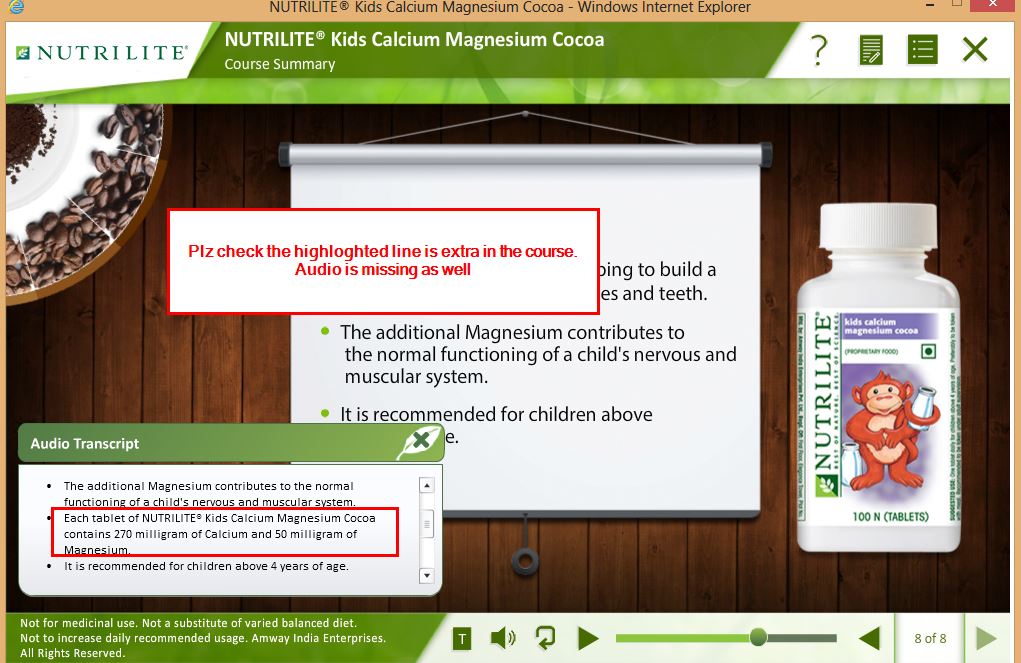 NUTRILITE® Kids Calcium Magnesium Cocoa - Windows Internet Explorer
NUTRILITE®
NUTRILITE® Kids Calcium Magnesium Cocoa
Course Summary
?
Plz check the highloghted line is extra in the course.
Audio is missing as well
ping to build a
es and teeth.
• The additional Magnesium contributes to
the normal functioning of a child's nervous and
muscular system.
• It is recommended for children above
e.
NUTRILITE®
BEST OF NATURE. BEST OF SCIENCE.
kids calcium
magnesium cocoa
(PROPRIETARY FOOD)
100 N (TABLETS)
Audio Transcript
• The additional Magnesium contributes to the normal
functioning of a child's nervous and muscular system.
• Each tablet of NUTRILITE® Kids Calcium Magnesium Cocoa
contains 270 milligram of Calcium and 50 milligram of
Magnesium.
• It is recommended for children above 4 years of age.
Not for medicinal use. Not a substitute of varied balanced diet.
Not to increase daily recommended usage. Amway India Enterprises.
All Rights Reserved.
T
8 of 8